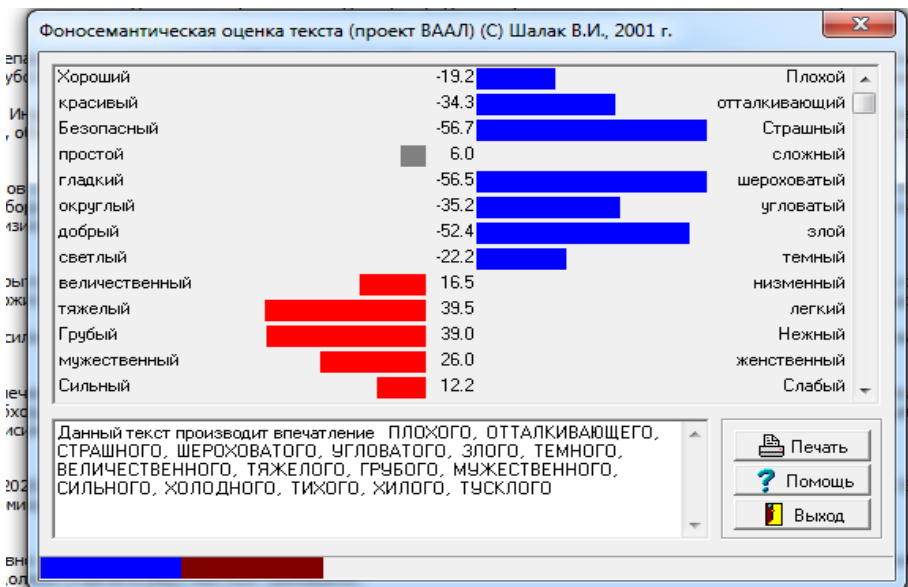 Фоносемантическая оценка текста (проект ВААЛ) (С) Шалак В.И., 2001 г.
Хороший -19.2 Плохой
красивый -34.3 отталкивающий
Безопасный -56.7 Страшный
простой 6.0 сложный
гладкий -56.5 шероховатый
округлый -35.2 угловатый
добрый -52.4 злой
светлый -22.2 темный
величественный 16.5 низменный
тяжелый 39.5 легкий
Грубый 39.0 Нежный
мужественный 26.0 женственный
Сильный 12.2 Слабый
Данный текст производит впечатление ПЛОХОГО, ОТТАЛКИВАЮЩЕГО,
СТРАШНОГО, ШЕРОХОВАТОГО, УГЛОВАТОГО, ЗЛОГО, ТЕМНОГО,
ВЕЛИЧЕСТВЕННОГО, ТЯЖЕЛОГО, ГРУБОГО, МУЖЕСТВЕННОГО,
СИЛЬНОГО, ХОЛОДНОГО, ТИХОГО, ХИЛОГО, ТУСКЛОГО
Печать
Помощь
Выход